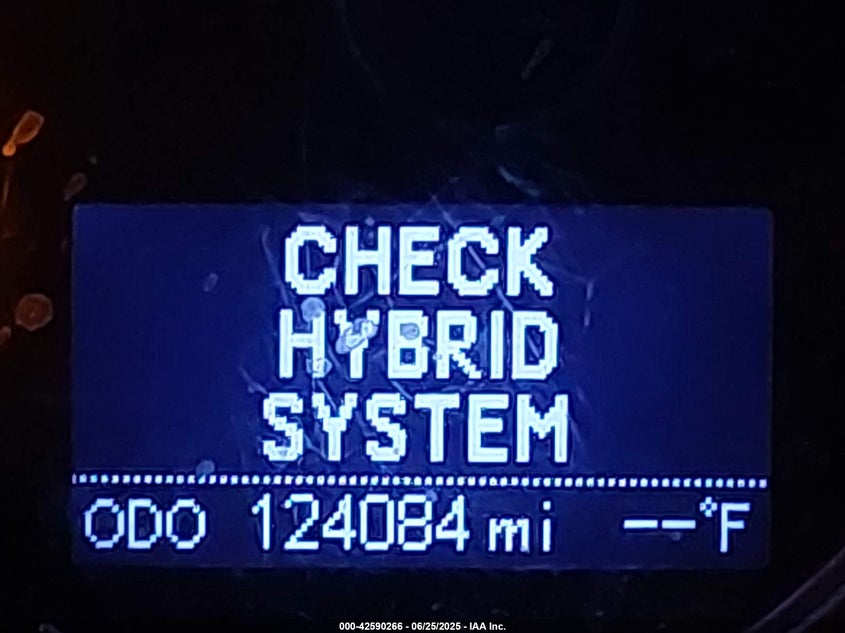 CHECK
HYBRID
SYSTEM
ODO 124084 mi --°F
000-42590266 - 06/25/2025 - IAA Inc.